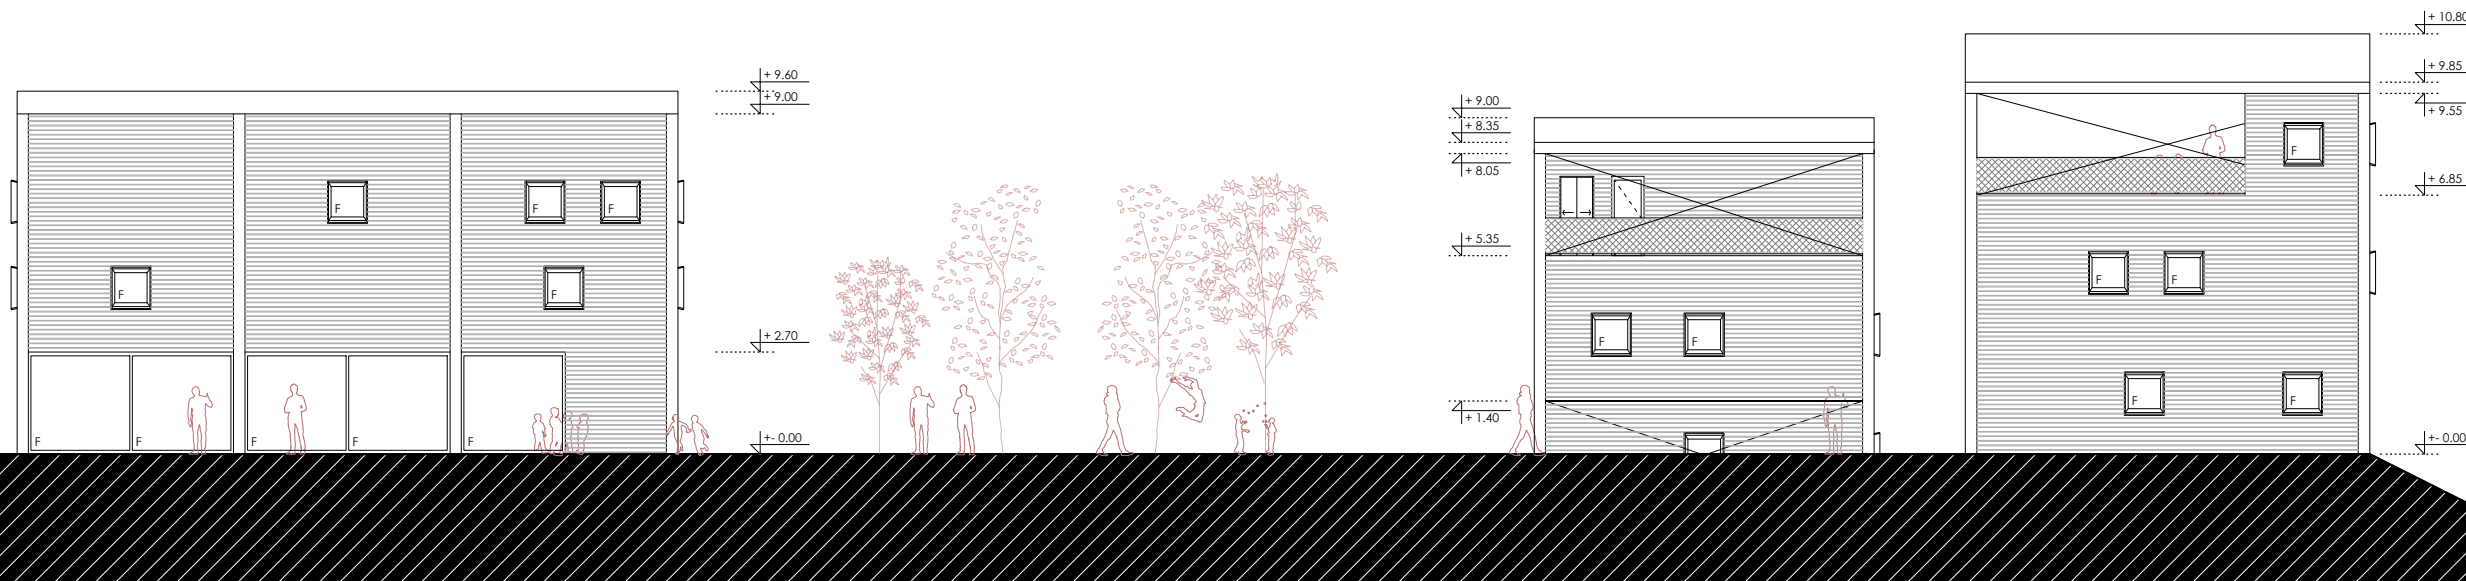 + 9.60
+ 9.00
F
F
F
F
F
+ 2.70
F
F
F
F
F
+- 0.00
+ 9.00
+ 8.35
+ 8.05
+ 5.35
F
F
+ 1.40
+ 10.80
+ 9.85
+ 9.55
F
+ 6.85
F
F
F
F
+- 0.00